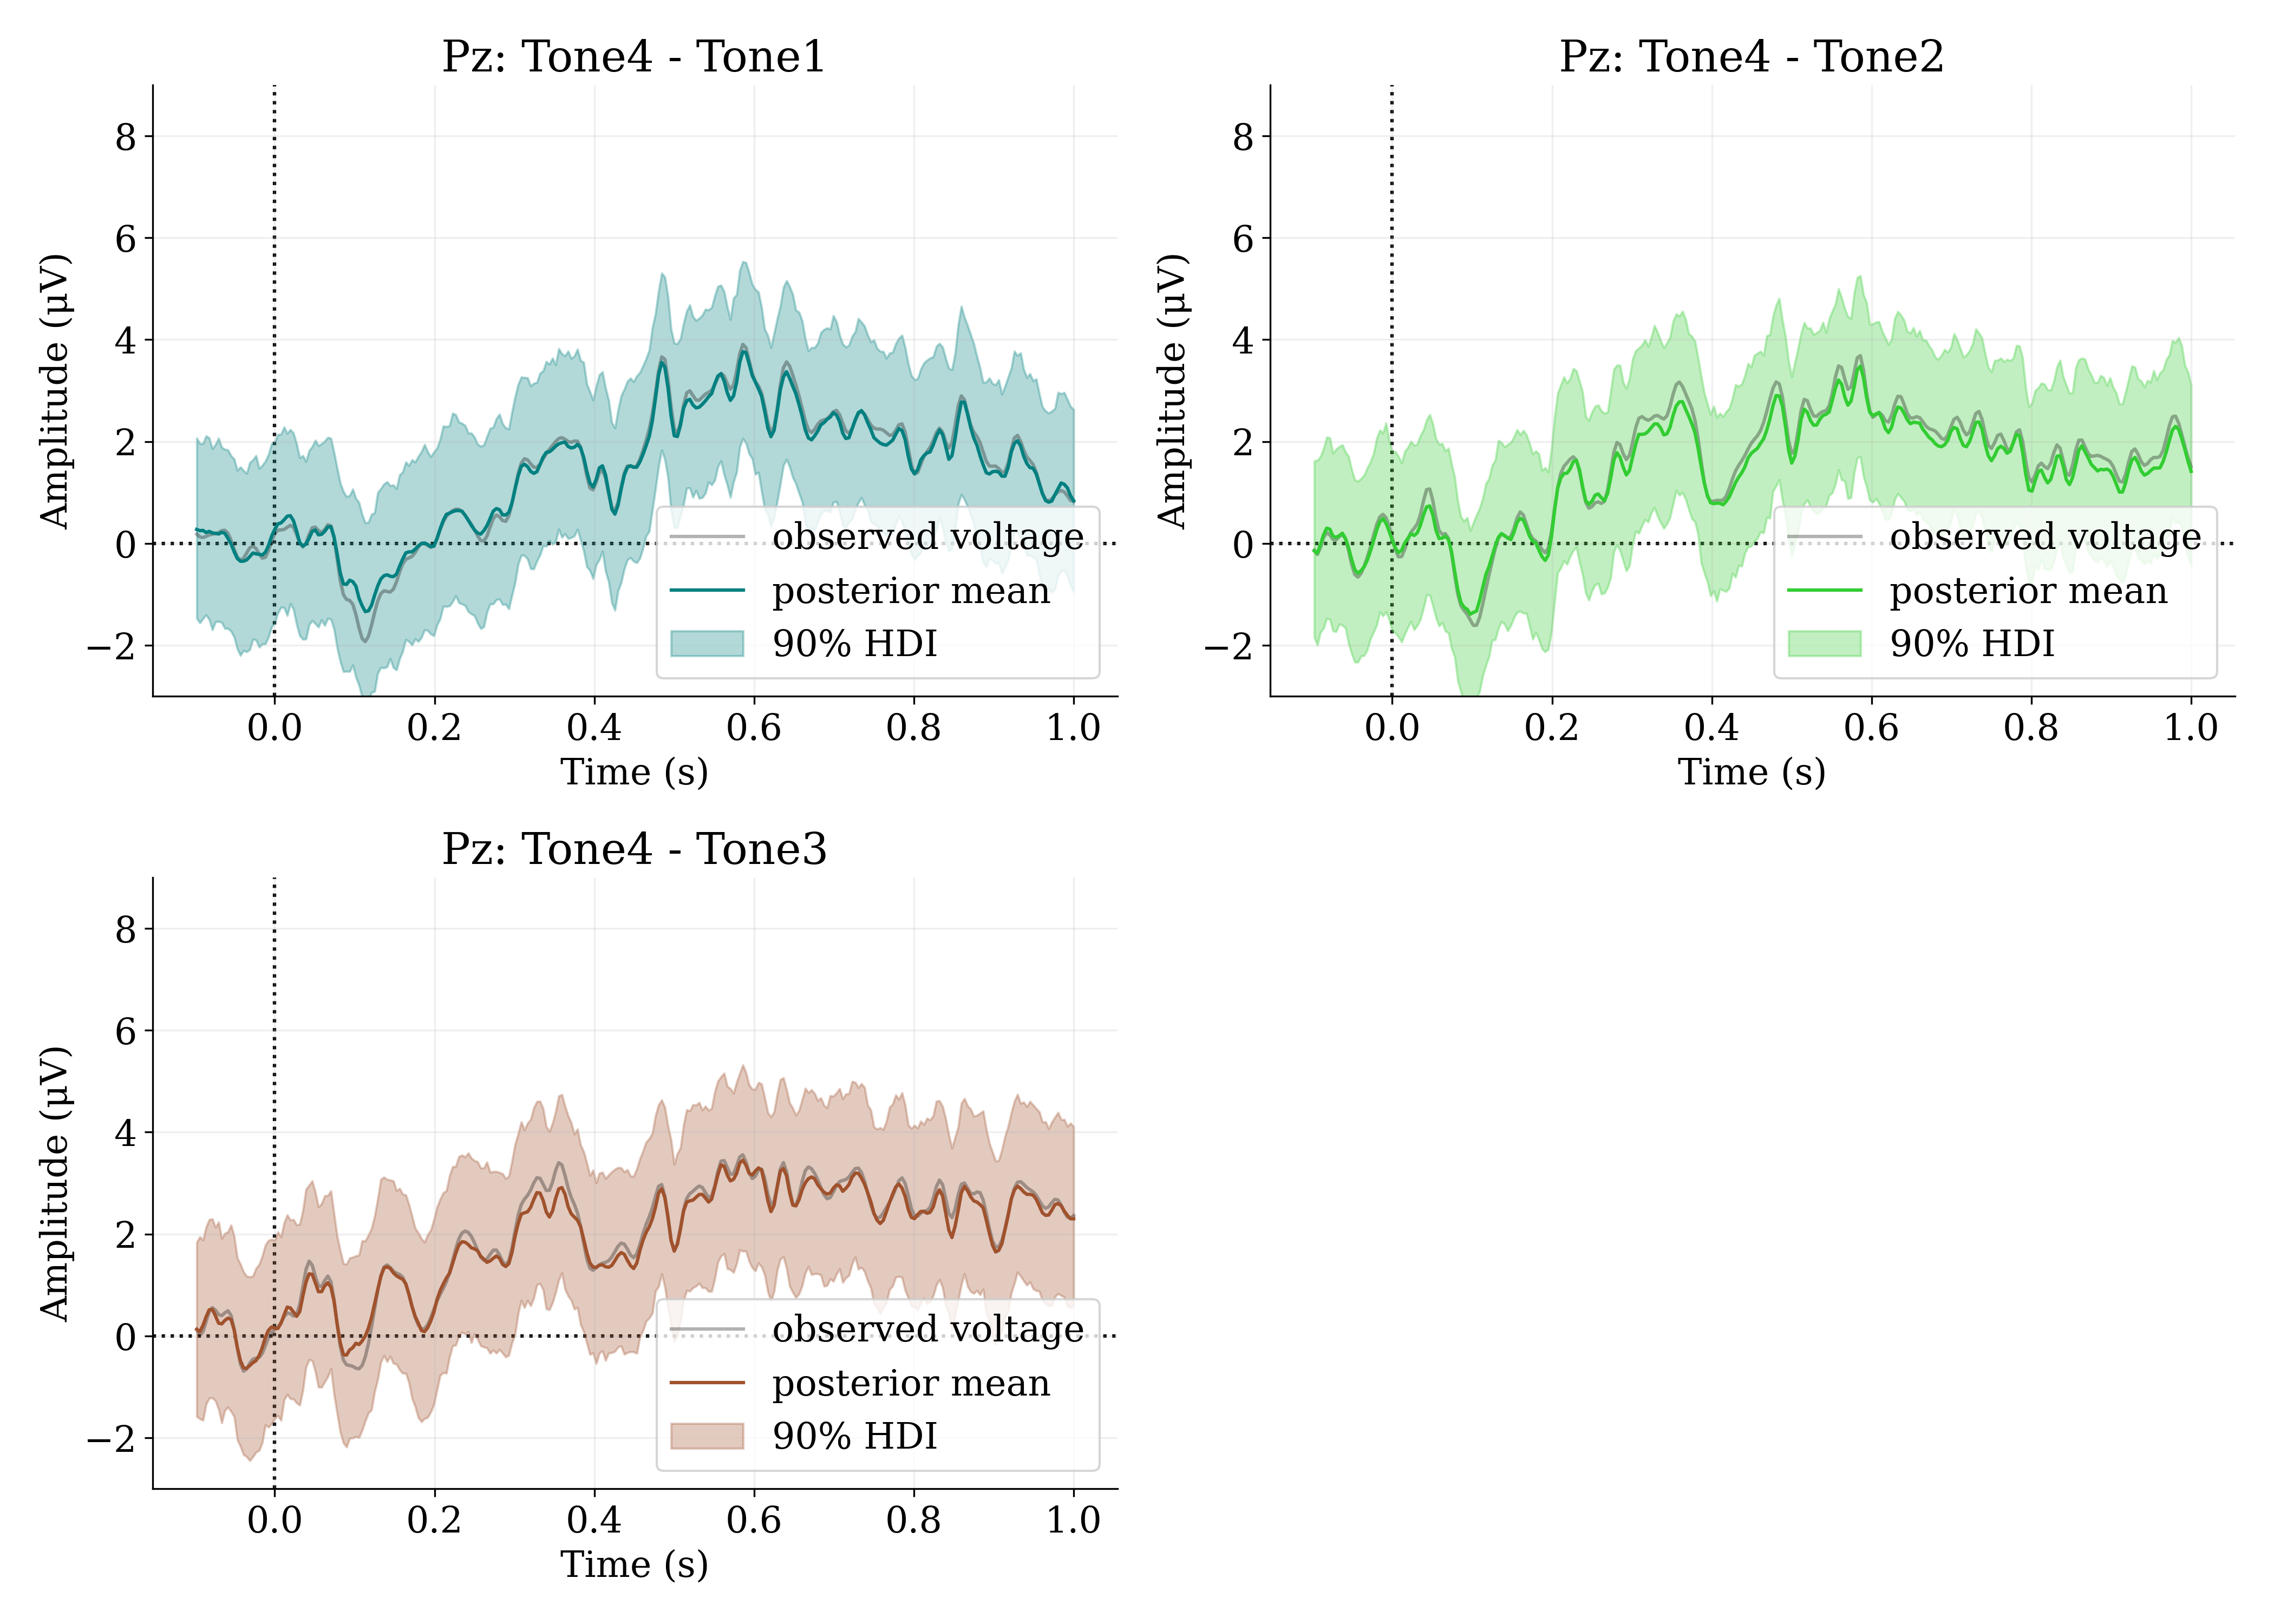 Pz: Tone4 - Tone1
Amplitude (µV)
8
6
4
2
0
−2
observed voltage
posterior mean
90% HDI
0.0 0.2 0.4 0.6 0.8 1.0
Time (s)
Pz: Tone4 - Tone2
Amplitude (µV)
8
6
4
2
0
−2
observed voltage
posterior mean
90% HDI
0.0 0.2 0.4 0.6 0.8 1.0
Time (s)
Pz: Tone4 - Tone3
Amplitude (µV)
8
6
4
2
0
−2
observed voltage
posterior mean
90% HDI
0.0 0.2 0.4 0.6 0.8 1.0
Time (s)